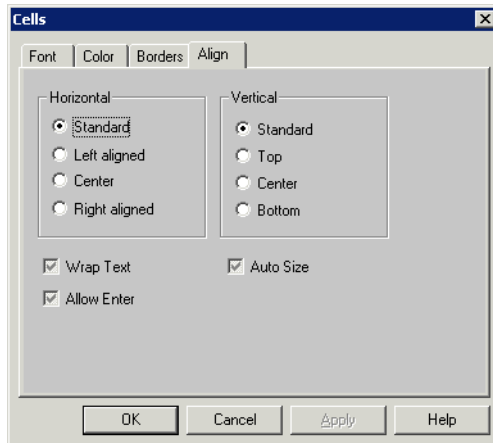 Cells
Font Color Borders Align
Horizontal
Standard
Left aligned
Center
Right aligned
Vertical
Standard
Top
Center
Bottom
Wrap Text
Auto Size
Allow Enter
OK Cancel Apply Help